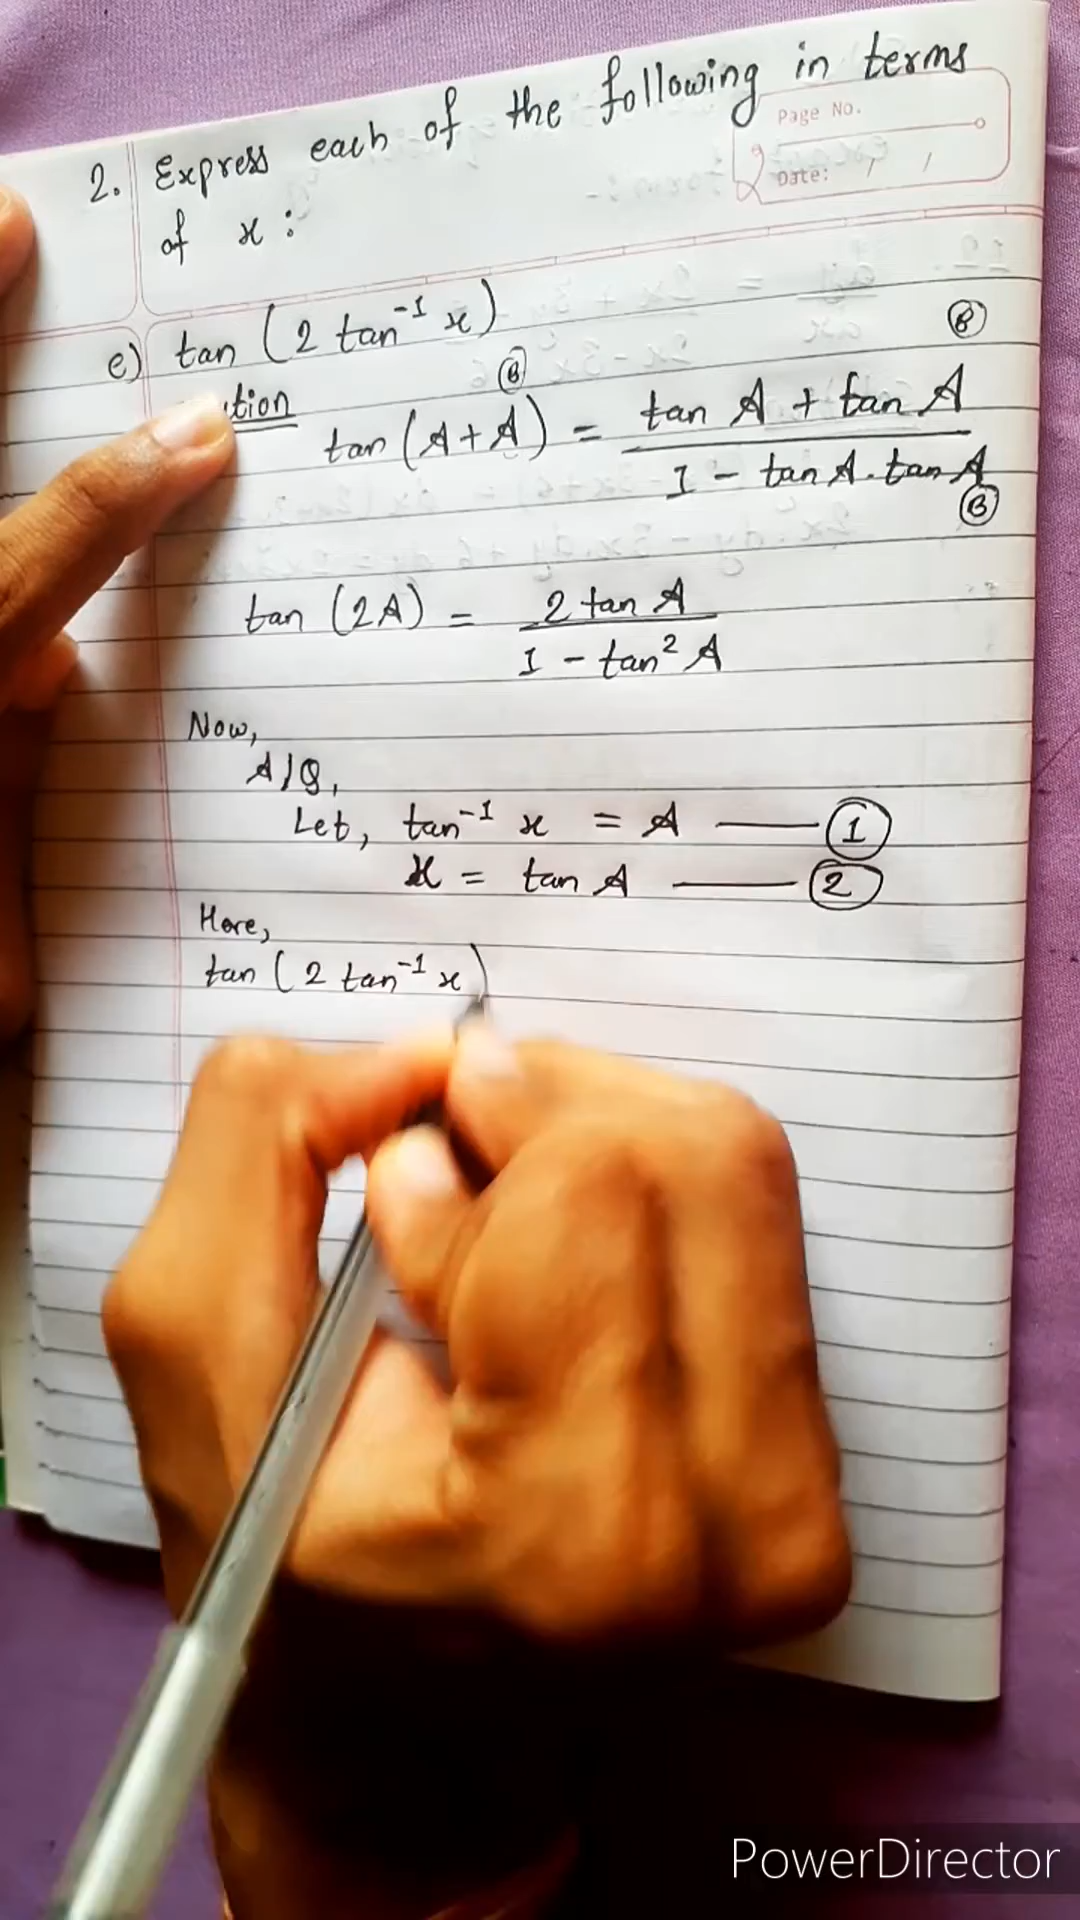 2. Express each of the following in terms
Page No.
Date: / /
of x :
e) tan (2 tan⁻¹ x)
ution
Ⓑ Ⓑ
tan (A + A) = tan A + tan A / 1 - tan A . tan A
Ⓑ
tan (2A) = 2 tan A / 1 - tan² A
Now,
A/Q,
Let, tan⁻¹ x = A — ①
x = tan A — ②
Here,
tan (2 tan⁻¹ x)
PowerDirector